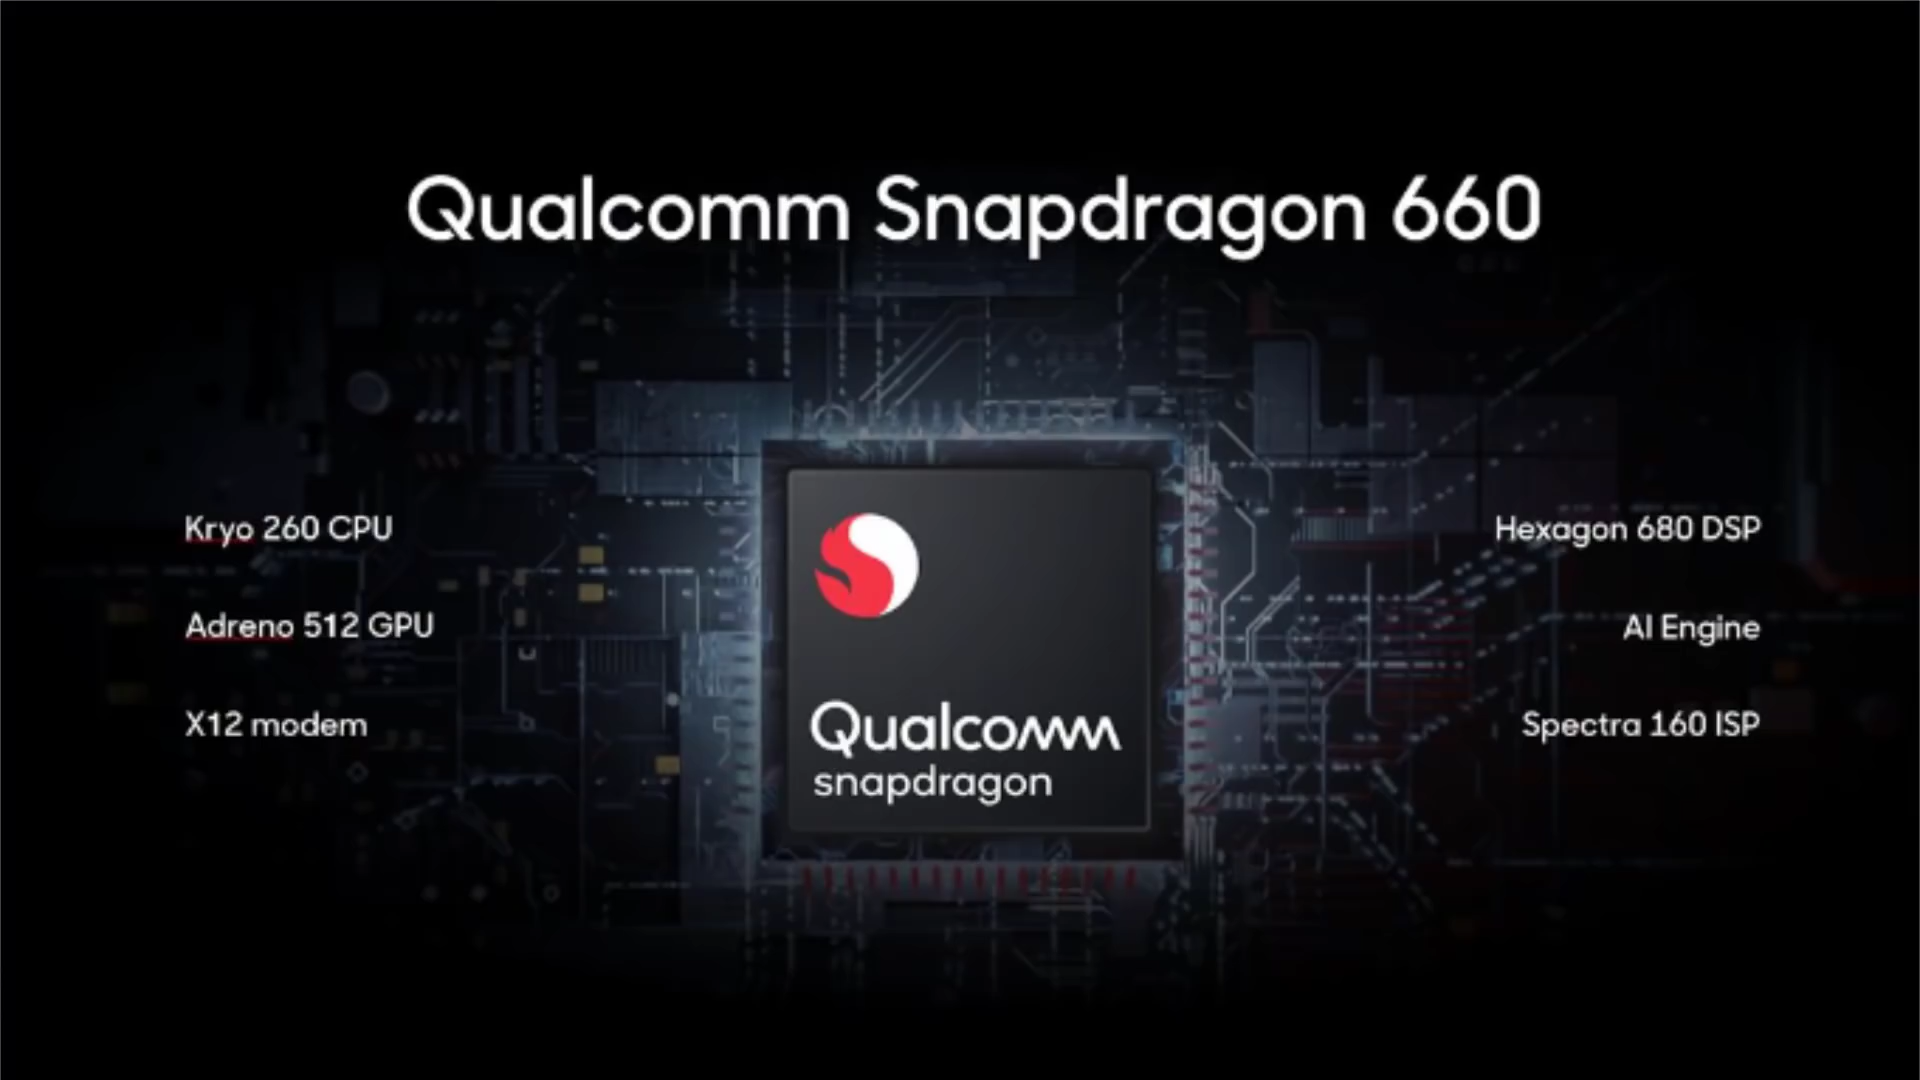 Qualcomm Snapdragon 660
Kryo 260 CPU
Adreno 512 GPU
X12 modem
Qualcomm
snapdragon
Hexagon 680 DSP
AI Engine
Spectra 160 ISP